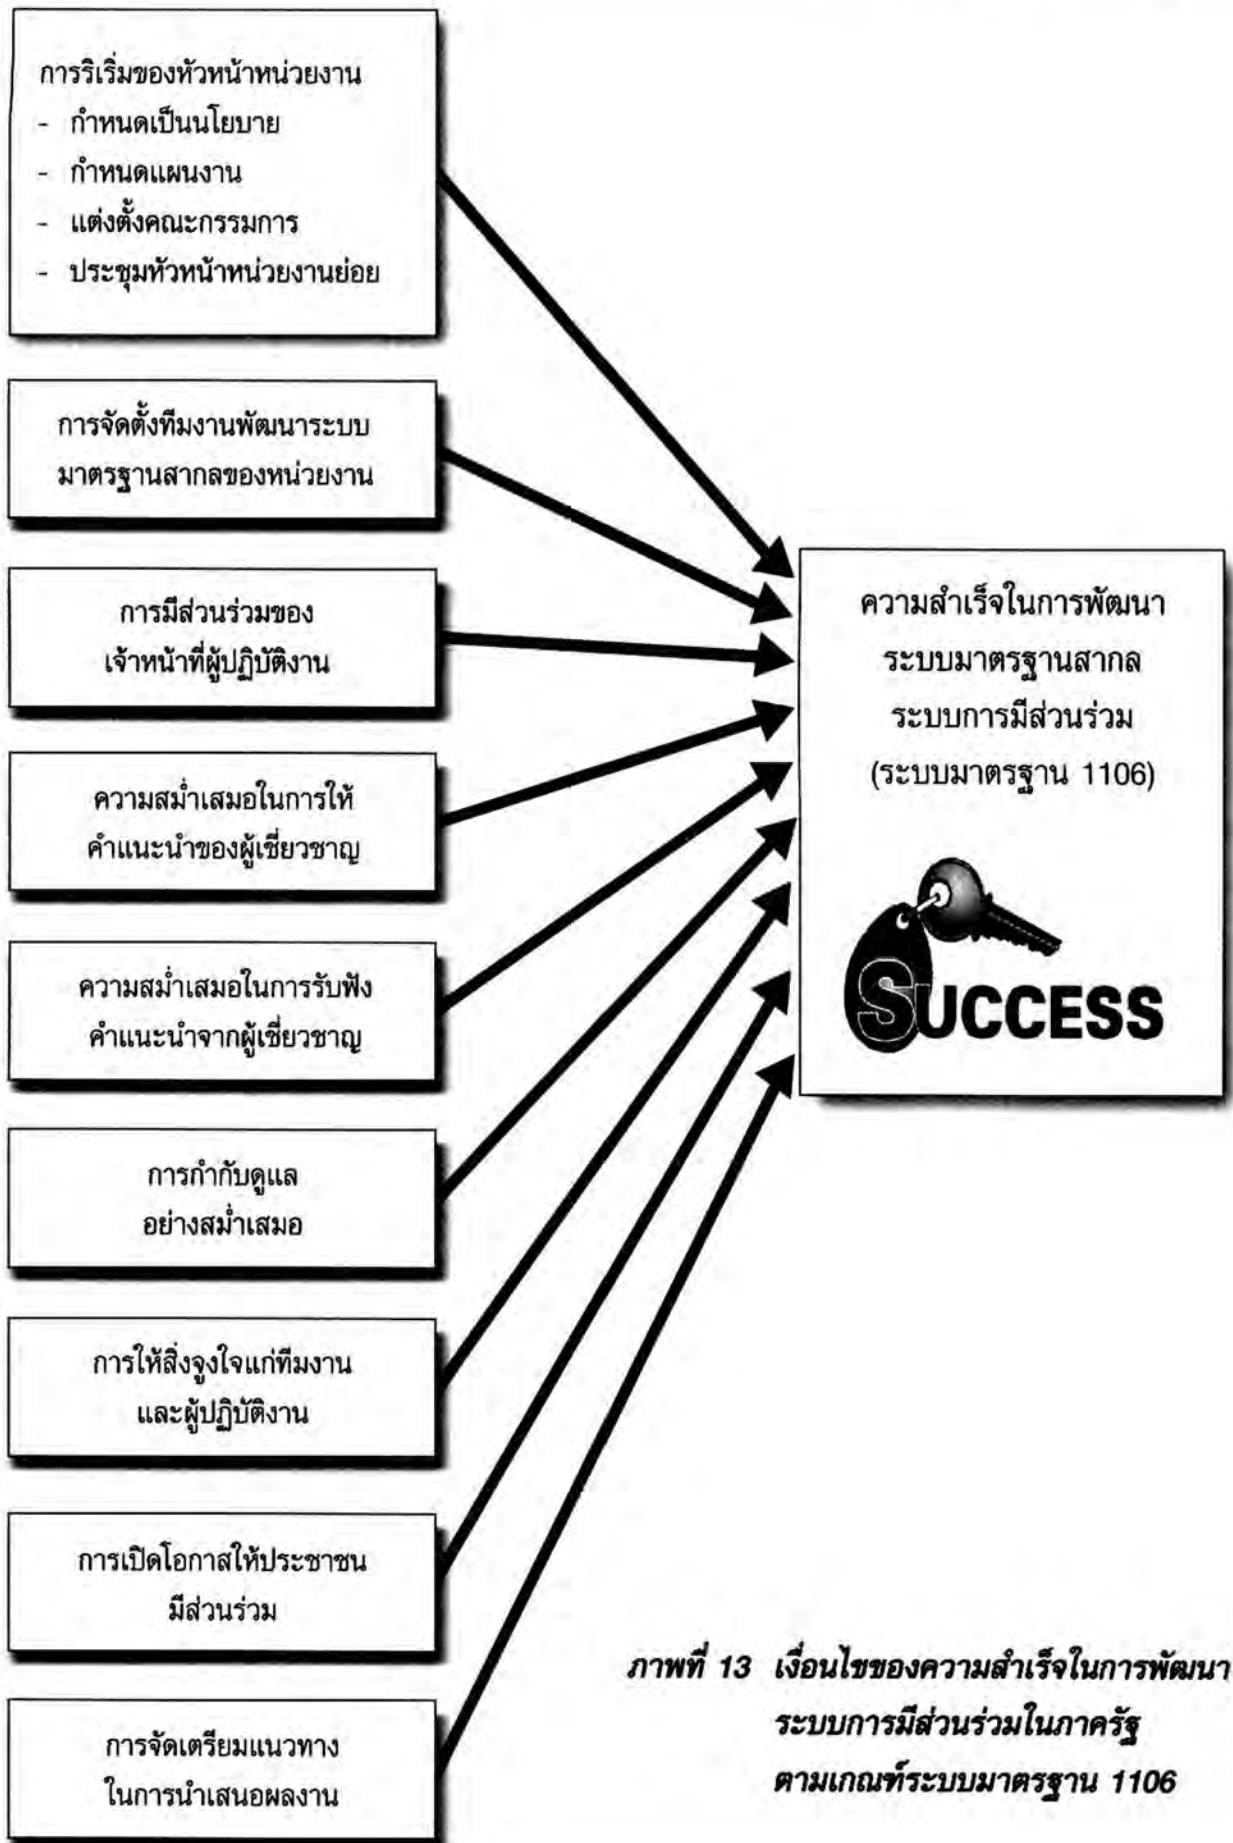 การริเริ่มของหัวหน้าหน่วยงาน
- กำหนดเป็นนโยบาย
- กำหนดแผนงาน
- แต่งตั้งคณะกรรมการ
- ประชุมหัวหน้าหน่วยงานย่อย
การจัดตั้งทีมงานพัฒนาระบบ
มาตรฐานสากลของหน่วยงาน
การมีส่วนร่วมของ
เจ้าหน้าที่ผู้ปฏิบัติงาน
ความสม่ำเสมอในการให้
คำแนะนำของผู้เชี่ยวชาญ
ความสม่ำเสมอในการรับฟัง
คำแนะนำจากผู้เชี่ยวชาญ
การกำกับดูแล
อย่างสม่ำเสมอ
การให้สิ่งจูงใจแก่ทีมงาน
และผู้ปฏิบัติงาน
การเปิดโอกาสให้ประชาชน
มีส่วนร่วม
การจัดเตรียมแนวทาง
ในการนำเสนอผลงาน
ความสำเร็จในการพัฒนา
ระบบมาตรฐานสากล
ระบบการมีส่วนร่วม
(ระบบมาตรฐาน 1106)
SUCCESS
ภาพที่ 13 เงื่อนไขของความสำเร็จในการพัฒนา
ระบบการมีส่วนร่วมในภาครัฐ
ตามเกณฑ์ระบบมาตรฐาน 1106